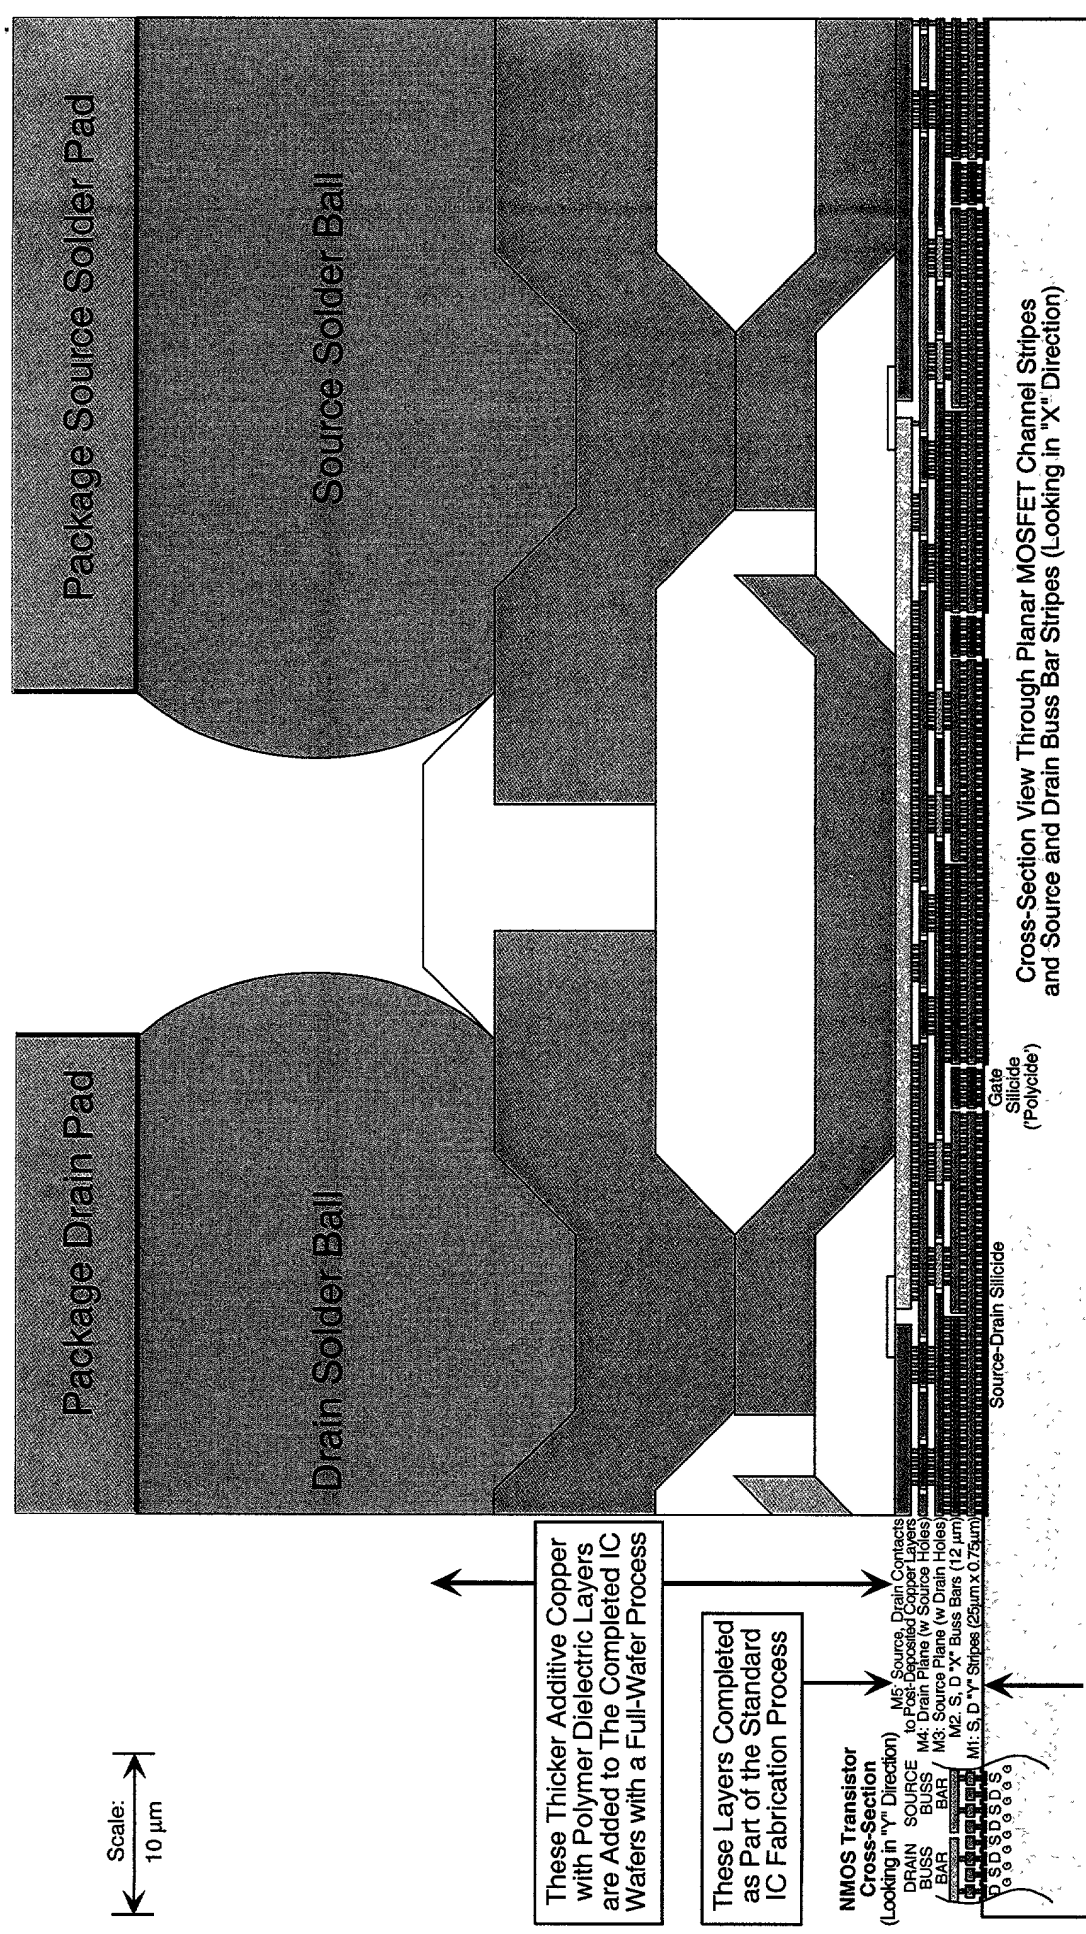 Scale:
10 µm
Package Drain Pad
Package Source Solder Pad
Drain Solder Ball
Source Solder Ball
These Thicker Additive Copper
with Polymer Dielectric Layers
are Added to The Completed IC
Wafers with a Full-Wafer Process
These Layers Completed
as Part of the Standard
IC Fabrication Process
M5: Source, Drain Contacts
to Post-Deposited Copper Layers
M4: Drain Plane (w Source Holes)
M3: Source Plane (w Drain Holes)
M2. S, D "X" Buss Bars (12 µm)
M1: S, D "Y" Stripes (25µm x 0.75µm)
NMOS Transistor
Cross-Section
(Looking in "Y" Direction)
DRAIN SOURCE
BUSS BUSS
BAR BAR
D S D S D S D S
G G G G G G G
Source-Drain Silicide
Gate
Silicide
('Polycide')
Cross-Section View Through Planar MOSFET Channel Stripes
and Source and Drain Buss Bar Stripes (Looking in "X" Direction)